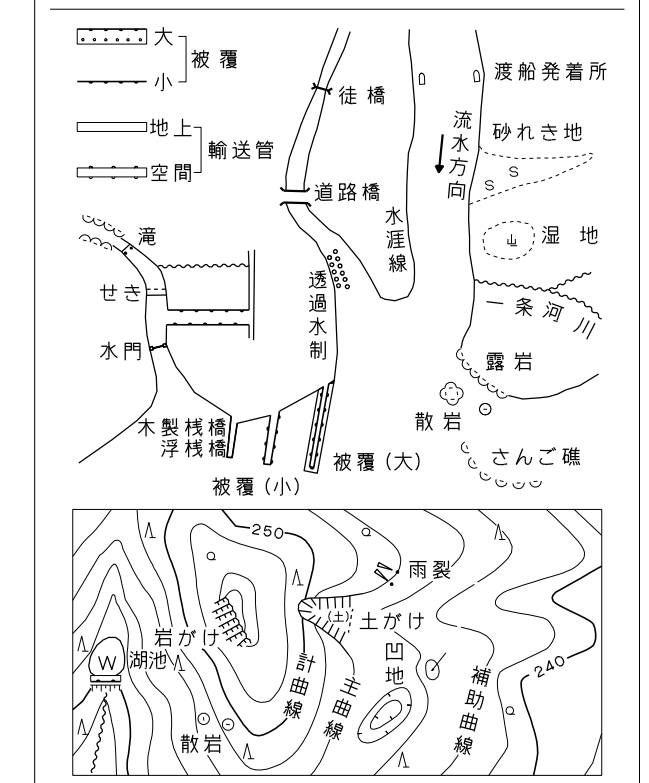 大
小
被覆
地上
空間
輸送管
徒橋
渡船発着所
流水方向
砂れき地
S
S
道路橋
水涯線
滝
湿地
せき
透過水制
一条河川
水門
露岩
散岩
木製桟橋
浮桟橋
さんご礁
被覆(大)
被覆(小)
250
雨裂
(土)
土がけ
岩がけ
W
湖池
計曲線
主曲線
凹地
補助曲線
240
散岩